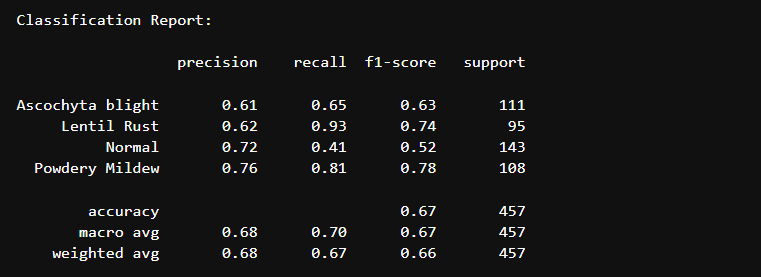 Classification Report:
precision recall f1-score support
Ascochyta blight 0.61 0.65 0.63 111
Lentil Rust 0.62 0.93 0.74 95
Normal 0.72 0.41 0.52 143
Powdery Mildew 0.76 0.81 0.78 108
accuracy 0.67 457
macro avg 0.68 0.70 0.67 457
weighted avg 0.68 0.67 0.66 457